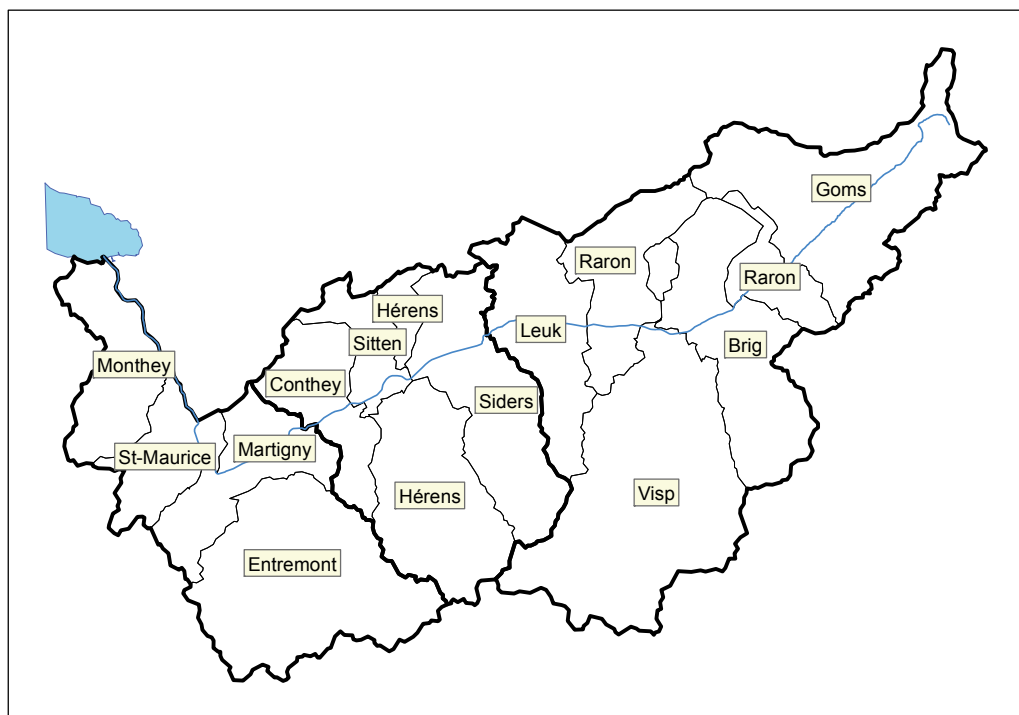 Goms
Raron
Raron
Hérens
Leuk
Sitten
Brig
Monthey
Conthey
Siders
Martigny
St-Maurice
Visp
Hérens
Entremont